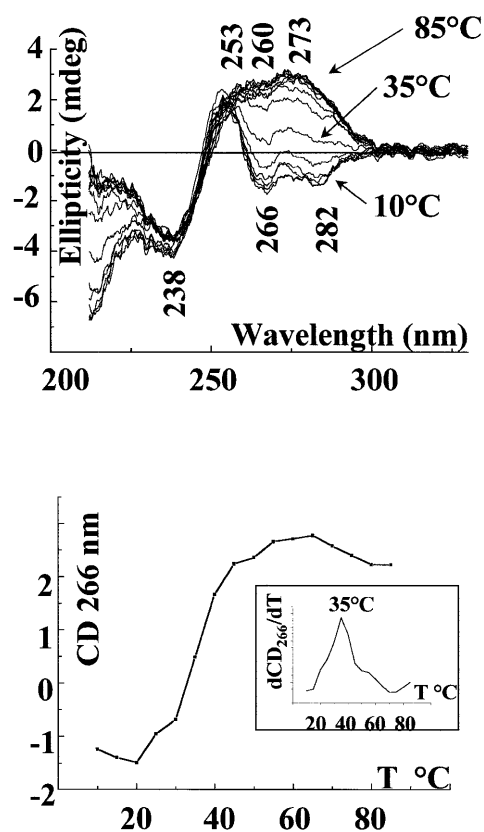 253 260 273
85°C
35°C
10°C
266 282
238
4
2
0
-2
-4
-6
Ellipticity (mdeg)
Wavelength (nm)
200 250 300
CD 266 nm
2
1
0
-1
-2
20 40 60 80
T °C
dCD266/dT
35°C
T °C
20 40 60 80